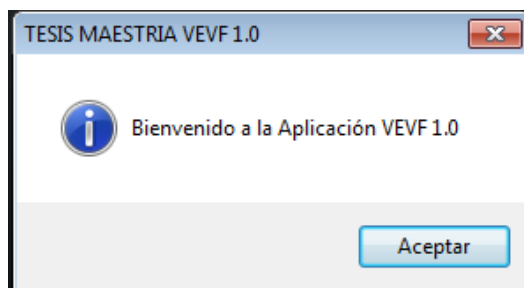 TESIS MAESTRIA VEVF 1.0
Bienvenido a la Aplicación VEVF 1.0
Aceptar